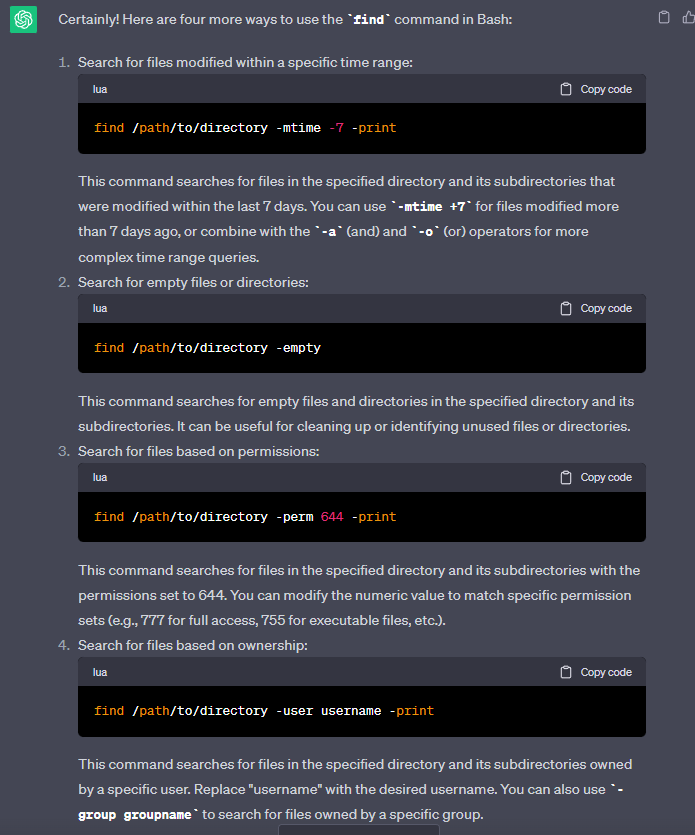 Certainly! Here are four more ways to use the `find` command in Bash:
1. Search for files modified within a specific time range:
lua Copy code
find /path/to/directory -mtime -7 -print
This command searches for files in the specified directory and its subdirectories that
were modified within the last 7 days. You can use `-mtime +7` for files modified more
than 7 days ago, or combine with the `-a` (and) and `-o` (or) operators for more
complex time range queries.
2. Search for empty files or directories:
lua Copy code
find /path/to/directory -empty
This command searches for empty files and directories in the specified directory and its
subdirectories. It can be useful for cleaning up or identifying unused files or directories.
3. Search for files based on permissions:
lua Copy code
find /path/to/directory -perm 644 -print
This command searches for files in the specified directory and its subdirectories with the
permissions set to 644. You can modify the numeric value to match specific permission
sets (e.g., 777 for full access, 755 for executable files, etc.).
4. Search for files based on ownership:
lua Copy code
find /path/to/directory -user username -print
This command searches for files in the specified directory and its subdirectories owned
by a specific user. Replace "username" with the desired username. You can also use `-
group groupname` to search for files owned by a specific group.